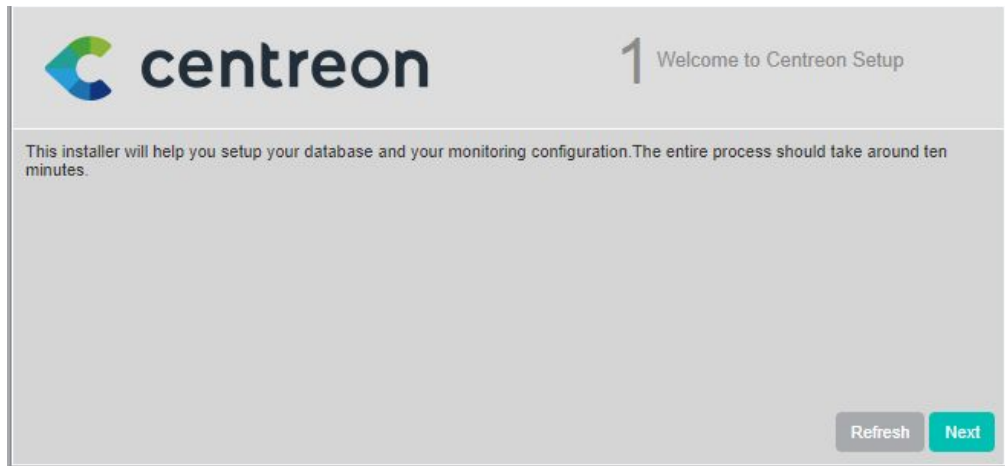 centreon
1 Welcome to Centreon Setup
This installer will help you setup your database and your monitoring configuration.The entire process should take around ten
minutes.
Refresh Next